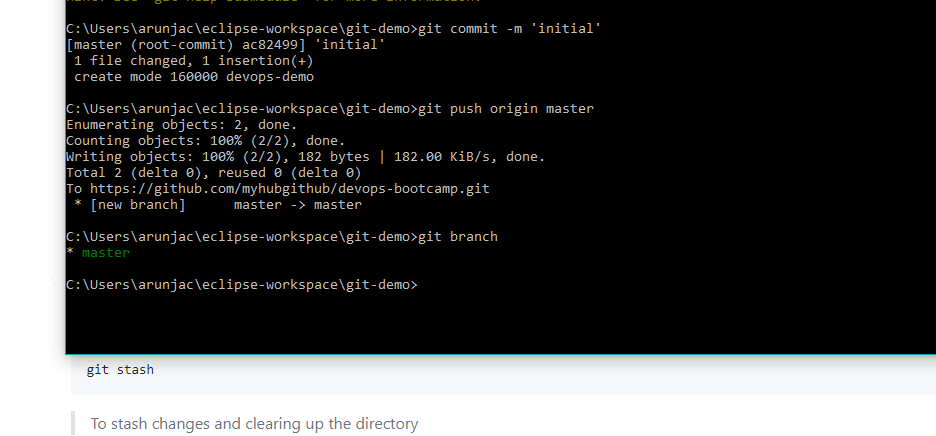 C:\Users\arunjac\eclipse-workspace\git-demo>git commit -m 'initial'
[master (root-commit) ac82499] 'initial'
 1 file changed, 1 insertion(+)
 create mode 160000 devops-demo
C:\Users\arunjac\eclipse-workspace\git-demo>git push origin master
Enumerating objects: 2, done.
Counting objects: 100% (2/2), done.
Writing objects: 100% (2/2), 182 bytes | 182.00 KiB/s, done.
Total 2 (delta 0), reused 0 (delta 0)
To https://github.com/myhubgithub/devops-bootcamp.git
 * [new branch]      master -> master
C:\Users\arunjac\eclipse-workspace\git-demo>git branch
* master
C:\Users\arunjac\eclipse-workspace\git-demo>
git stash
To stash changes and clearing up the directory